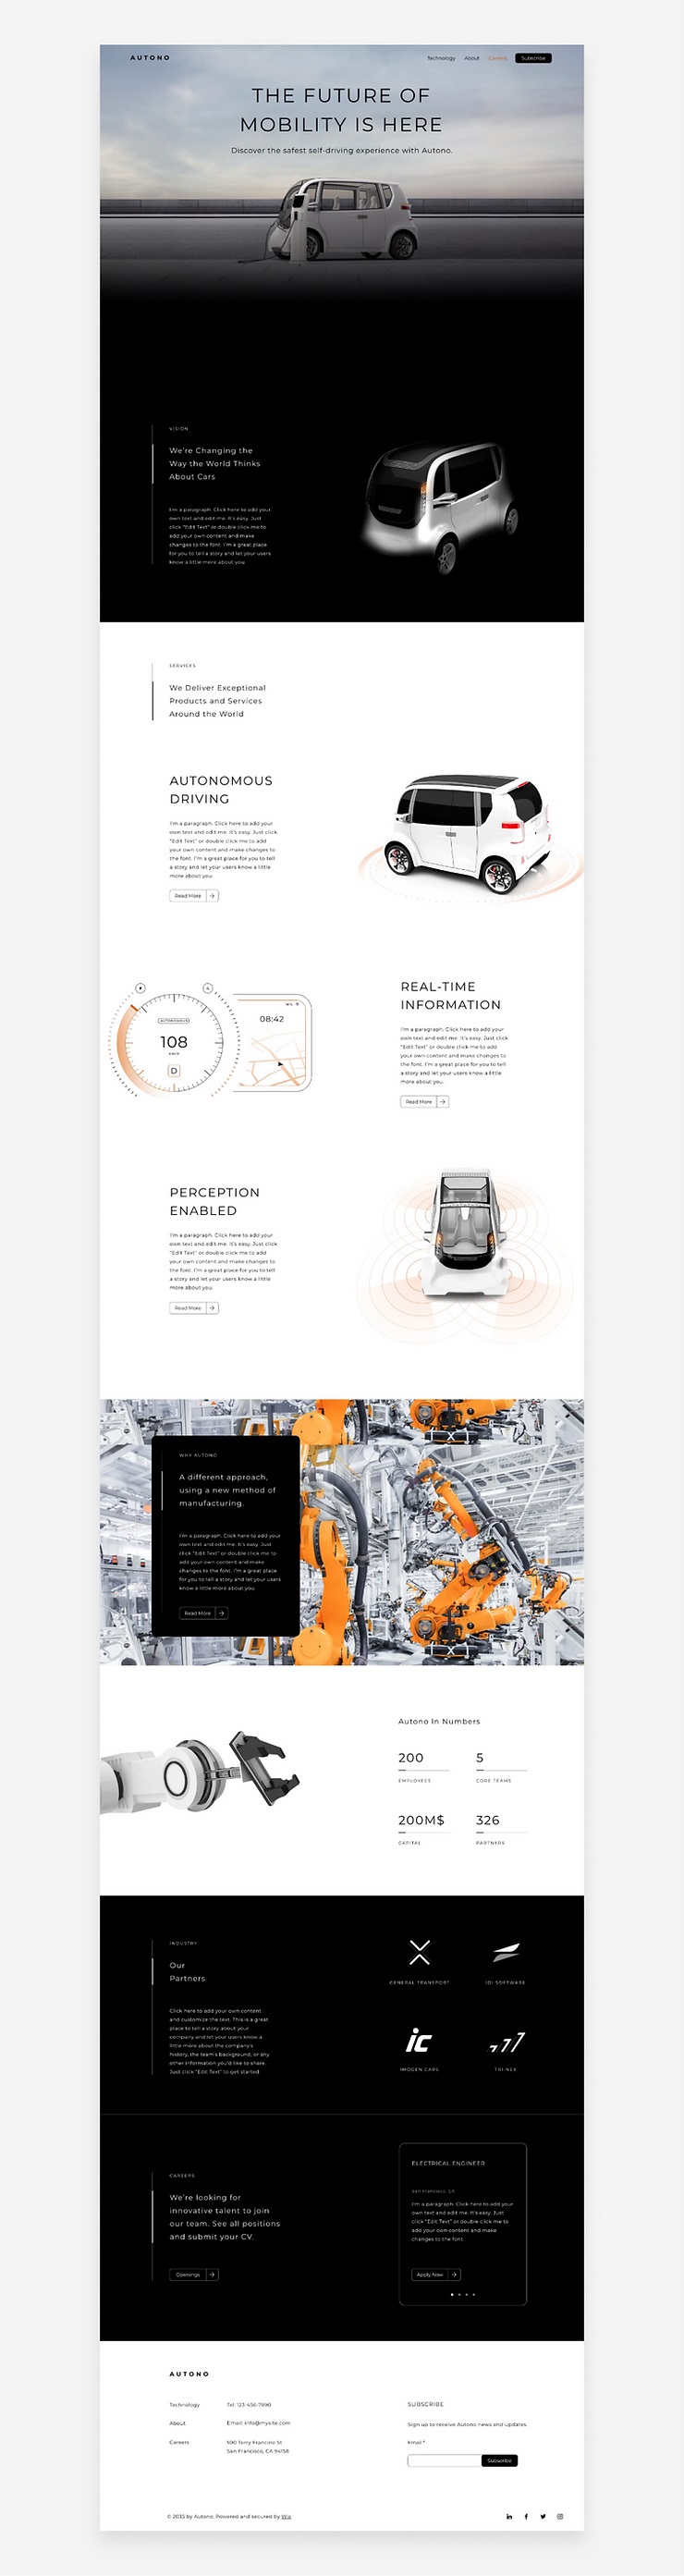 AUTONO
Technology About Careers Subscribe
THE FUTURE OF
MOBILITY IS HERE
Discover the safest self-driving experience with Autono.
VISION
We're Changing the
Way the World Thinks
About Cars
I'm a paragraph. Click here to add your
own text and edit me. It's easy. Just
click "Edit Text" or double click me to
add your own content and make
changes to the font. I'm a great place
for you to tell a story and let your users
know a little more about you.
SERVICES
We Deliver Exceptional
Products and Services
Around the World
AUTONOMOUS
DRIVING
I'm a paragraph. Click here to add your
own text and edit me. It's easy. Just click
"Edit Text" or double click me to add
your own content and make changes to
the font. I'm a great place for you to tell
a story and let your users know a little
more about you.
Read More
108
D
08:42
REAL-TIME
INFORMATION
I'm a paragraph. Click here to add your
own text and edit me. It's easy. Just click
"Edit Text" or double click me to add
your own content and make changes to
the font. I'm a great place for you to tell
a story and let your users know a little
more about you.
Read More
PERCEPTION
ENABLED
I'm a paragraph. Click here to add your
own text and edit me. It's easy. Just click
"Edit Text" or double click me to add
your own content and make changes to
the font. I'm a great place for you to tell
a story and let your users know a little
more about you.
Read More
WHY AUTONO
A different approach,
using a new method of
manufacturing.
I'm a paragraph. Click here to add your
own text and edit me. It's easy. Just
click "Edit Text" or double click me to
add your own content and make
changes to the font. I'm a great place
for you to tell a story and let your users
know a little more about you.
Read More
Autono In Numbers
200
EMPLOYEES
5
CORE TEAMS
200M$
CAPITAL
326
PARTNERS
INDUSTRY
Our
Partners
Click here to add your own content
and customize the text. This is a great
place to tell a story about your
company and let your users know a
little more about the company's
history, the team's background, or any
other information you'd like to share.
Just click "Edit Text" to get started.
GENERAL TRANSPORT
IDI SOFTWARE
ic
IMOGEN CARS
TRI-NEX
CAREERS
We're looking for
innovative talent to join
our team. See all positions
and submit your CV.
Openings
ELECTRICAL ENGINEER
San Francisco, CA
I'm a paragraph. Click here to add your
own text and edit me. It's easy. Just
click "Edit Text" or double click me to
add your own content and make
changes to the font.
Apply Now
AUTONO
Technology
About
Careers
Tel. 123-456-7890
Email: info@mysite.com
500 Terry Francine St
San Francisco, CA 94158
SUBSCRIBE
Sign up to receive Autono news and updates.
Email *
Subscribe
© 2035 by Autono. Powered and secured by Wix